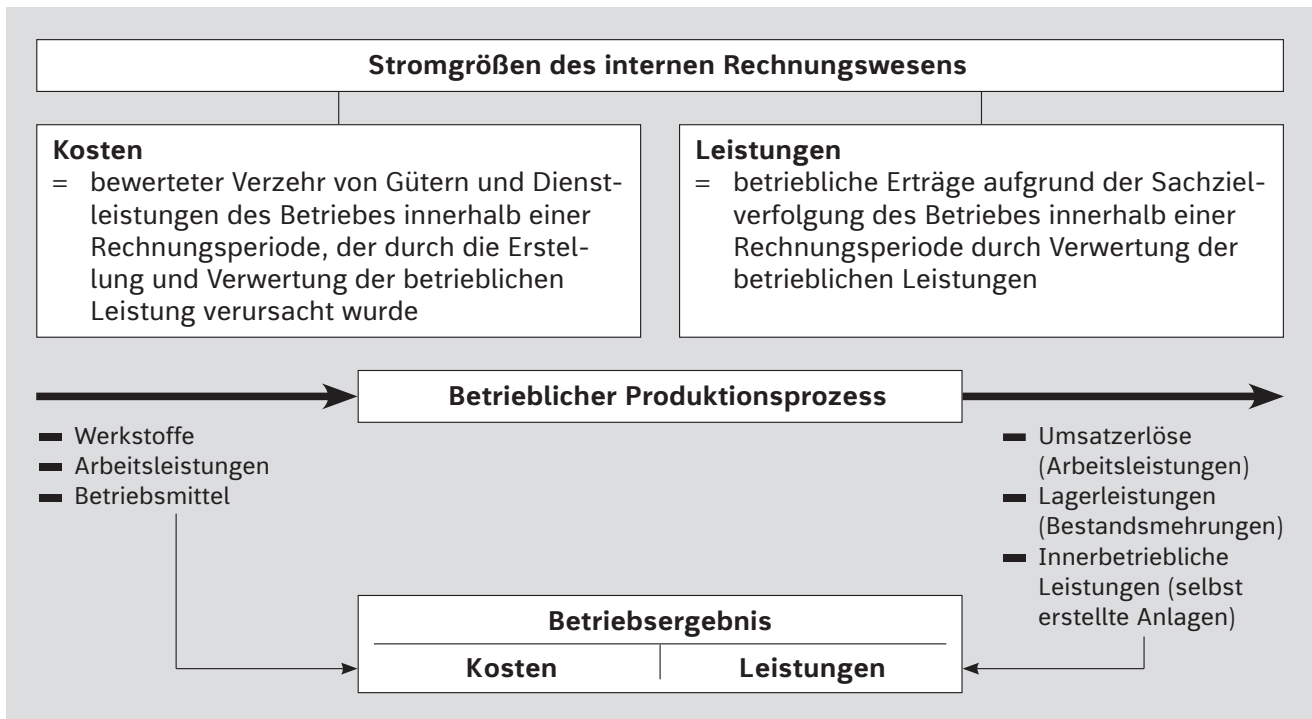 Stromgrößen des internen Rechnungswesens
Kosten
= bewerteter Verzehr von Gütern und Dienst-
leistungen des Betriebes innerhalb einer
Rechnungsperiode, der durch die Erstel-
lung und Verwertung der betrieblichen
Leistung verursacht wurde
Leistungen
= betriebliche Erträge aufgrund der Sachziel-
verfolgung des Betriebes innerhalb einer
Rechnungsperiode durch Verwertung der
betrieblichen Leistungen
Betrieblicher Produktionsprozess
Werkstoffe
Arbeitsleistungen
Betriebsmittel
Umsatzerlöse
(Arbeitsleistungen)
Lagerleistungen
(Bestandsmehrungen)
Innerbetriebliche
Leistungen (selbst
erstellte Anlagen)
Betriebsergebnis
Kosten
Leistungen